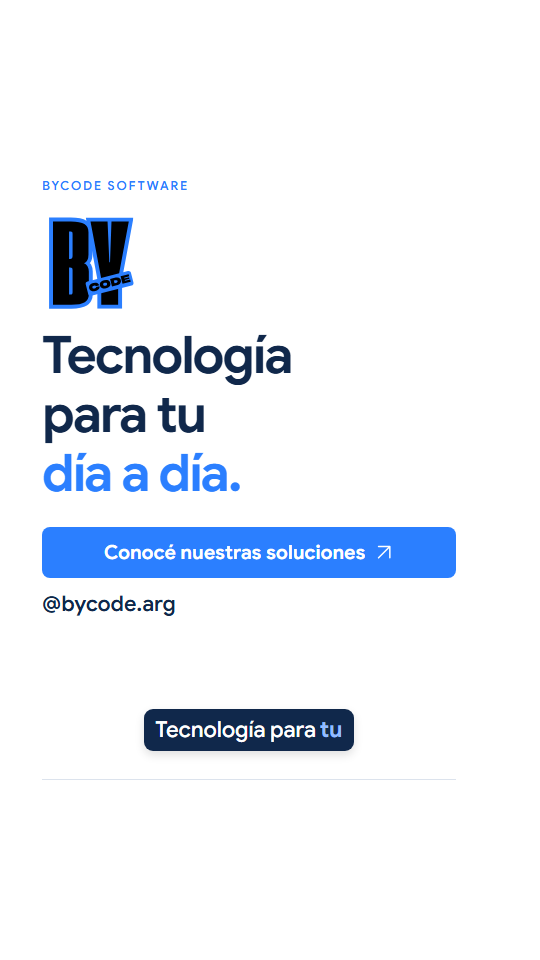 BYCODE SOFTWARE
BY
CODE
Tecnología
para tu
día a día.
Conocé nuestras soluciones
@bycode.arg
Tecnología para tu